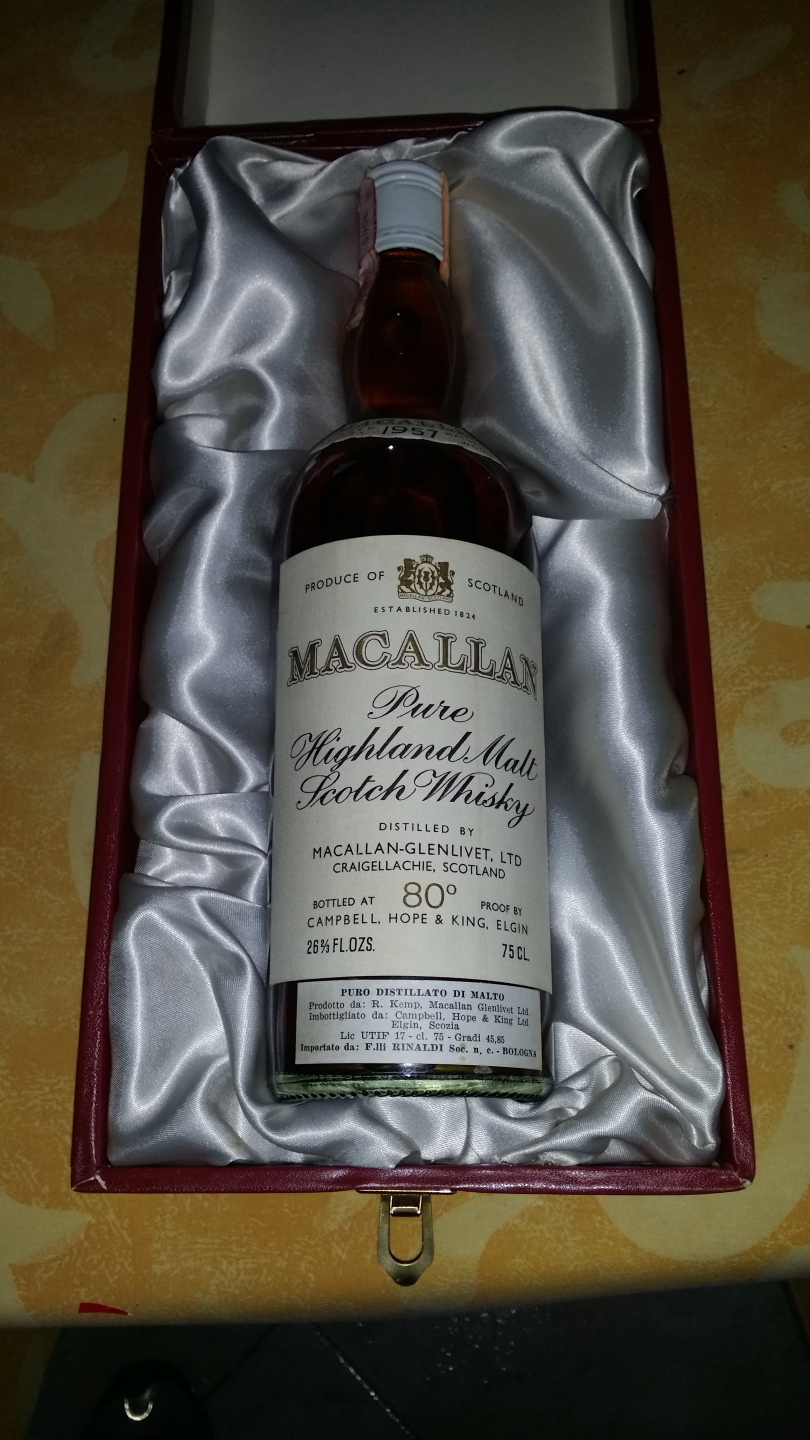 MACALLAN
1957
PRODUCE OF SCOTLAND
ESTABLISHED 1824
MACALLAN
Pure
Highland Malt
Scotch Whisky
DISTILLED BY
MACALLAN-GLENLIVET, LTD
CRAIGELLACHIE, SCOTLAND
BOTTLED AT 80º PROOF BY
CAMPBELL, HOPE & KING, ELGIN
26⅔ FL.OZS. 75 CL.
PURO DISTILLATO DI MALTO
Prodotto da: R. Kemp, Macallan Glenlivet Ltd.
Imbottigliato da: Campbell, Hope & King Ltd.
Elgin, Scozia
Lic UTIF 17 - cl. 75 - Gradi 45,85
Importato da: F.lli RINALDI Soc. n. c. - BOLOGNA